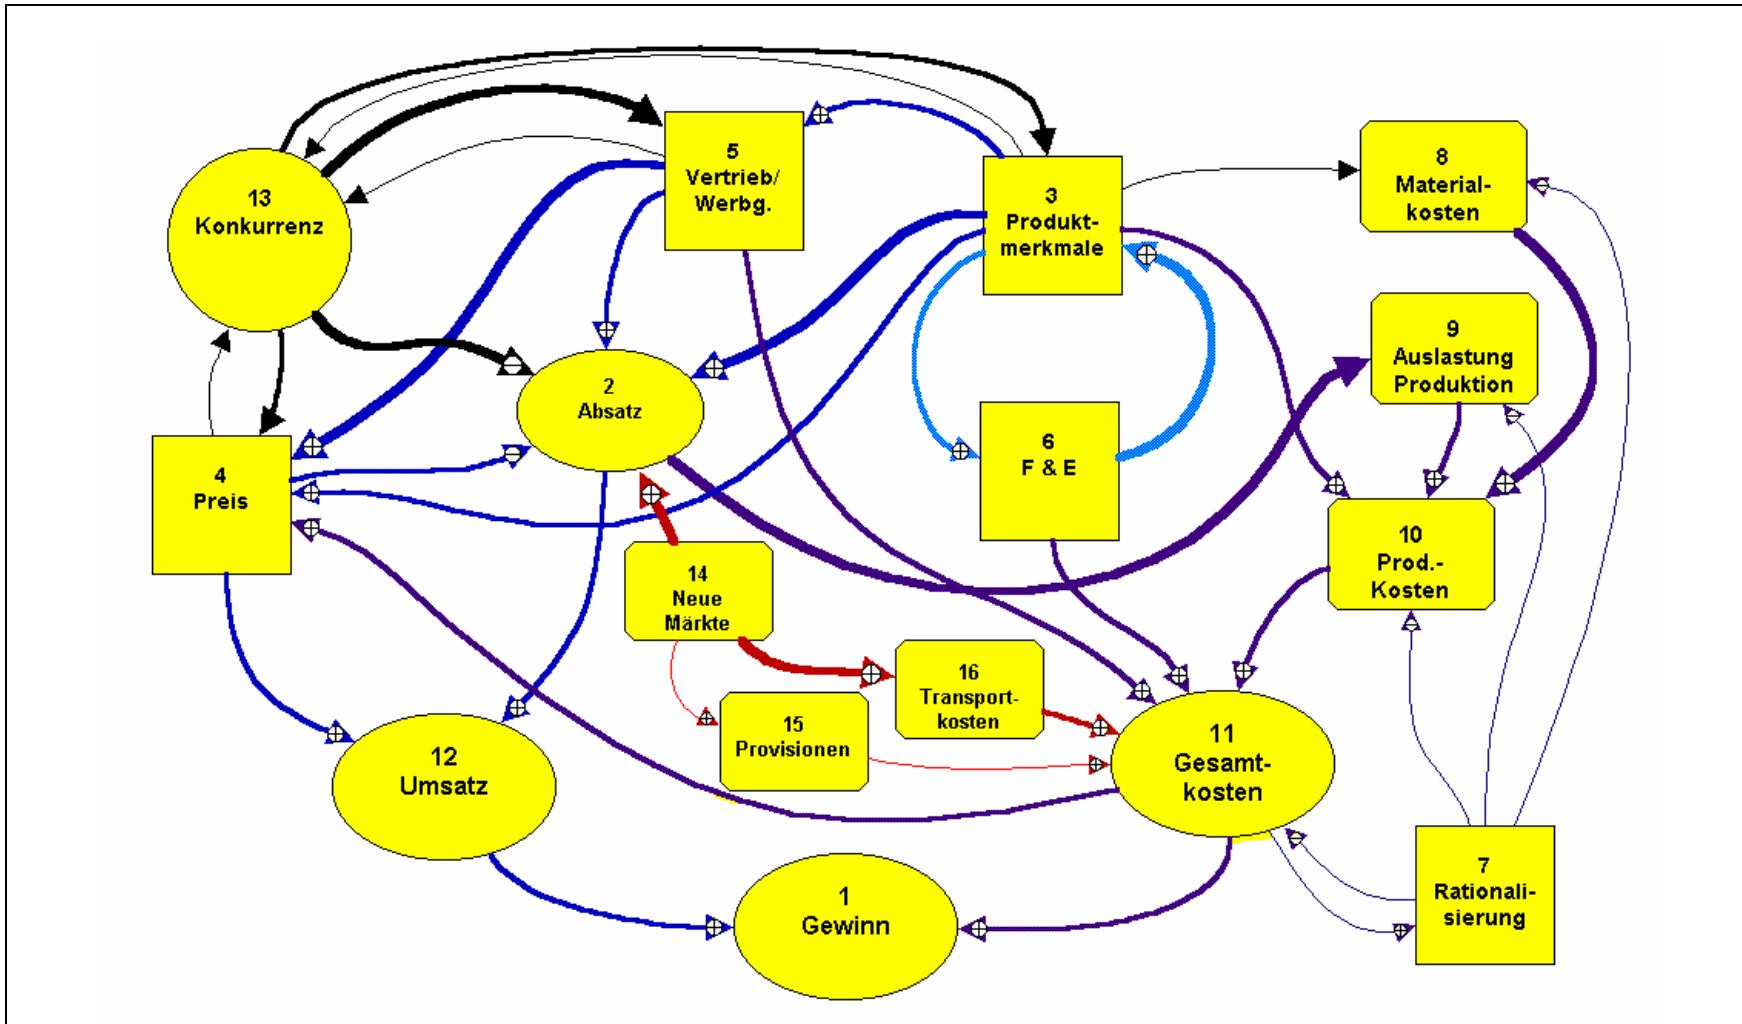 5
Vertrieb/
Werbg.
8
Material-
kosten
13
Konkurrenz
3
Produkt-
merkmale
9
Auslastung
Produktion
2
Absatz
6
F & E
4
Preis
10
Prod.-
Kosten
14
Neue
Märkte
16
Transport-
kosten
15
Provisionen
11
Gesamt-
kosten
12
Umsatz
7
Rationali-
sierung
1
Gewinn